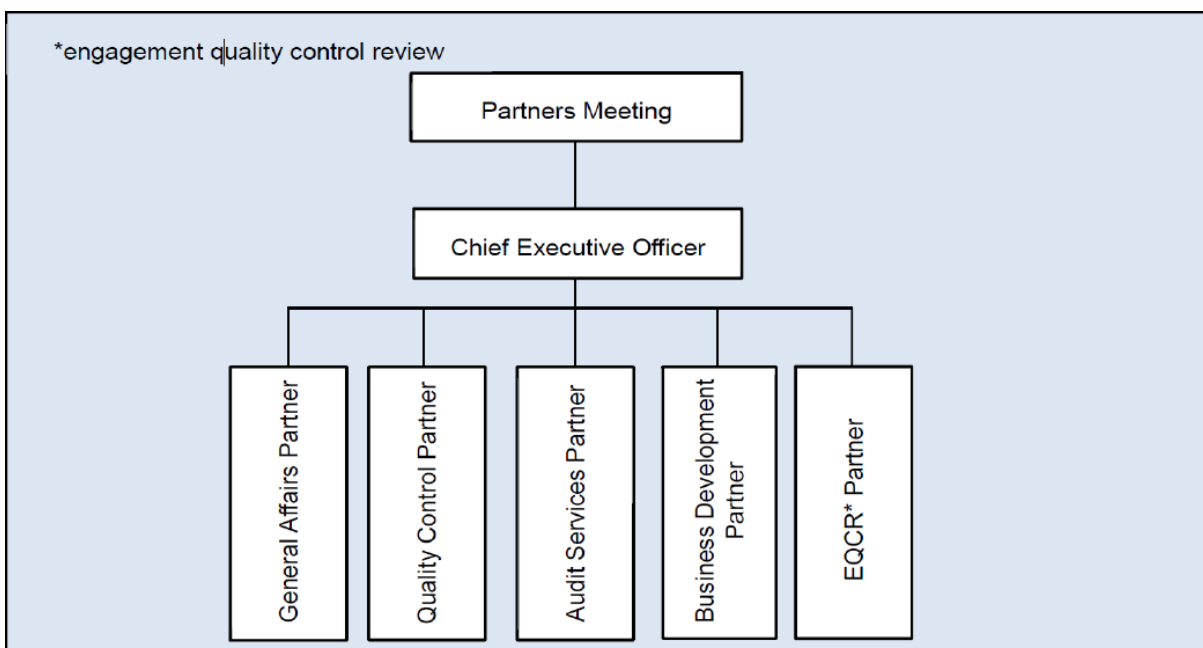 *engagement quality control review
Partners Meeting
Chief Executive Officer
General Affairs Partner
Quality Control Partner
Audit Services Partner
Business Development
Partner
EQCR* Partner